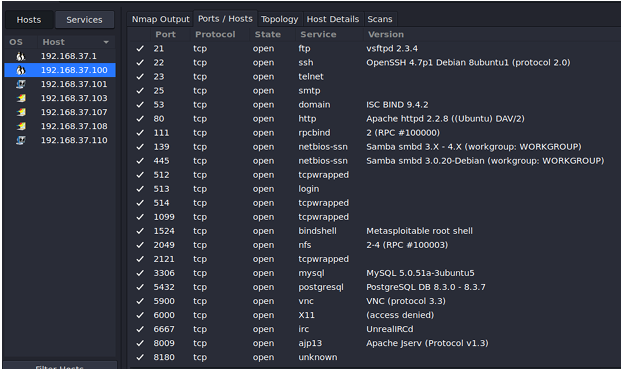 Hosts Services
Nmap Output Ports / Hosts Topology Host Details Scans
OS Host
192.168.37.1
192.168.37.100
192.168.37.101
192.168.37.103
192.168.37.107
192.168.37.108
192.168.37.110
Port Protocol State Service Version
21 tcp open ftp vsftpd 2.3.4
22 tcp open ssh OpenSSH 4.7p1 Debian 8ubuntu1 (protocol 2.0)
23 tcp open telnet
25 tcp open smtp
53 tcp open domain ISC BIND 9.4.2
80 tcp open http Apache httpd 2.2.8 ((Ubuntu) DAV/2)
111 tcp open rpcbind 2 (RPC #100000)
139 tcp open netbios-ssn Samba smbd 3.X - 4.X (workgroup: WORKGROUP)
445 tcp open netbios-ssn Samba smbd 3.0.20-Debian (workgroup: WORKGROUP)
512 tcp open tcpwrapped
513 tcp open login
514 tcp open tcpwrapped
1099 tcp open tcpwrapped
1524 tcp open bindshell Metasploitable root shell
2049 tcp open nfs 2-4 (RPC #100003)
2121 tcp open tcpwrapped
3306 tcp open mysql MySQL 5.0.51a-3ubuntu5
5432 tcp open postgresql PostgreSQL DB 8.3.0 - 8.3.7
5900 tcp open vnc VNC (protocol 3.3)
6000 tcp open X11 (access denied)
6667 tcp open irc UnrealIRCd
8009 tcp open ajp13 Apache Jserv (Protocol v1.3)
8180 tcp open unknown
Filter Hosts